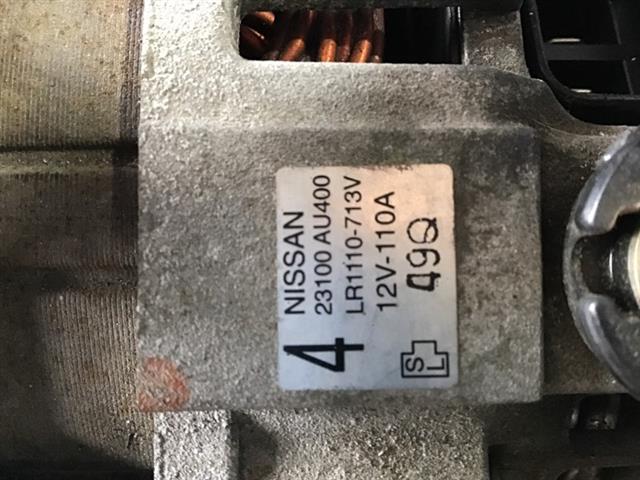 4 NISSAN
23100 AU400
LR1110-713V
12V-110A
49Q
S
L